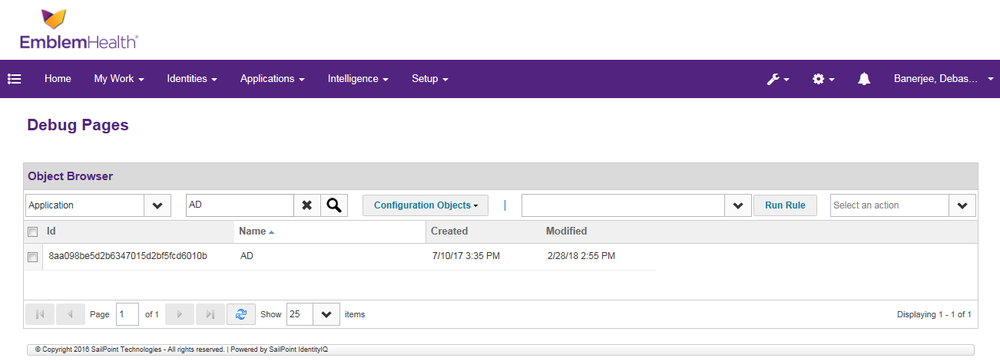 EmblemHealth®
Home My Work Identities Applications Intelligence Setup Banerjee, Debas...
Debug Pages
Object Browser
Application AD Configuration Objects | Run Rule Select an action
Id Name Created Modified
8aa098be5d2b6347015d2bf5fcd6010b AD 7/10/17 3:35 PM 2/28/18 2:55 PM
Page 1 of 1 Show 25 items Displaying 1 - 1 of 1
© Copyright 2016 SailPoint Technologies - All rights reserved. | Powered by SailPoint IdentityIQ